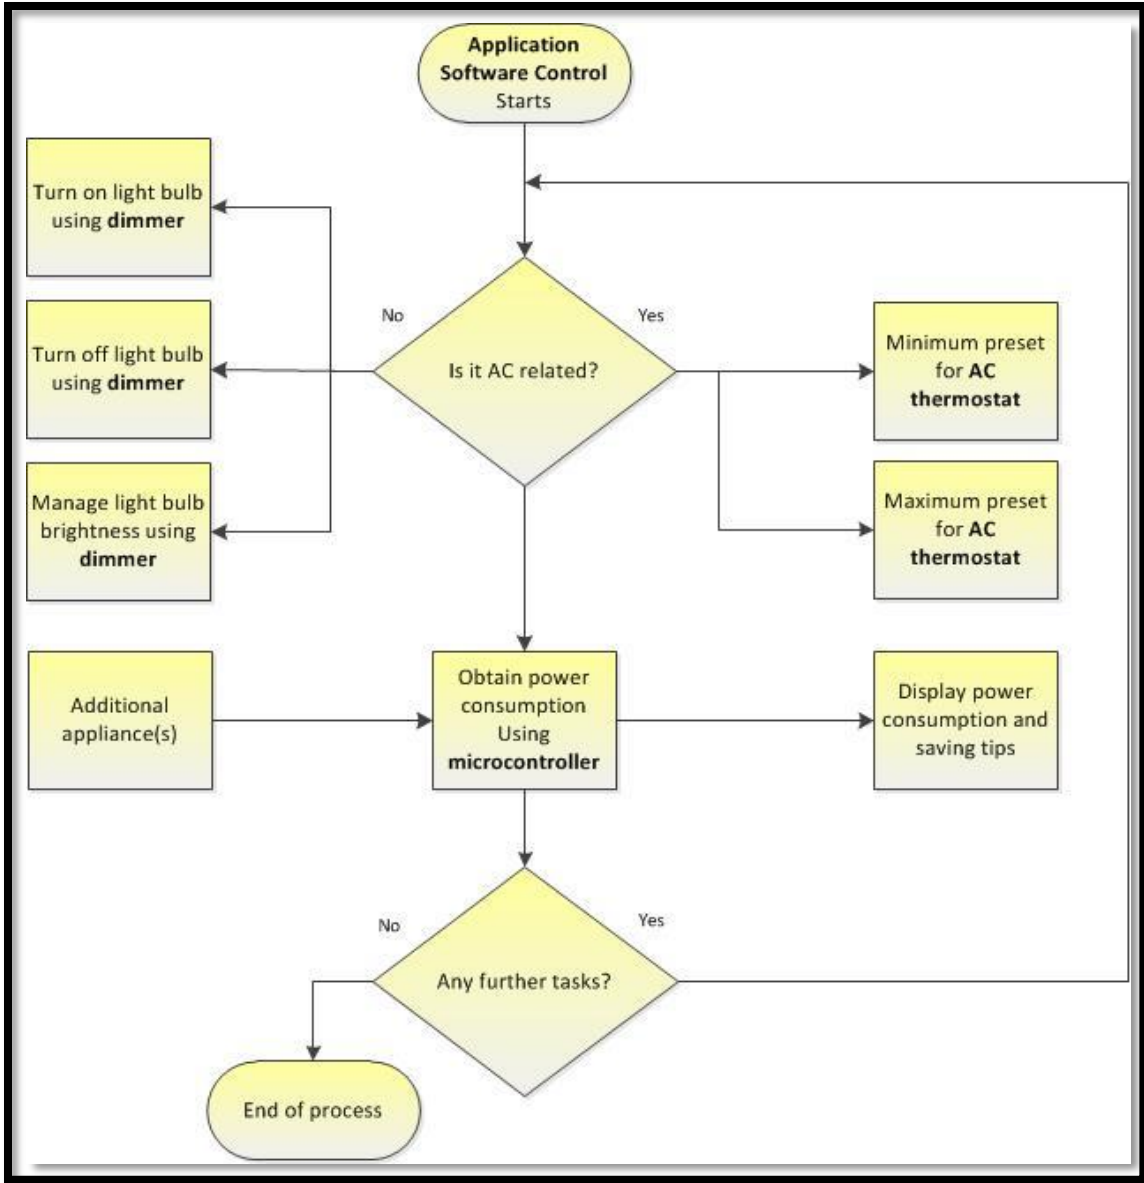 Application
Software Control
Starts
Turn on light bulb
using dimmer
No
Yes
Is it AC related?
Turn off light bulb
using dimmer
Minimum preset
for AC
thermostat
Manage light bulb
brightness using
dimmer
Maximum preset
for AC
thermostat
Additional
appliance(s)
Obtain power
consumption
Using
microcontroller
Display power
consumption and
saving tips
No
Yes
Any further tasks?
End of process